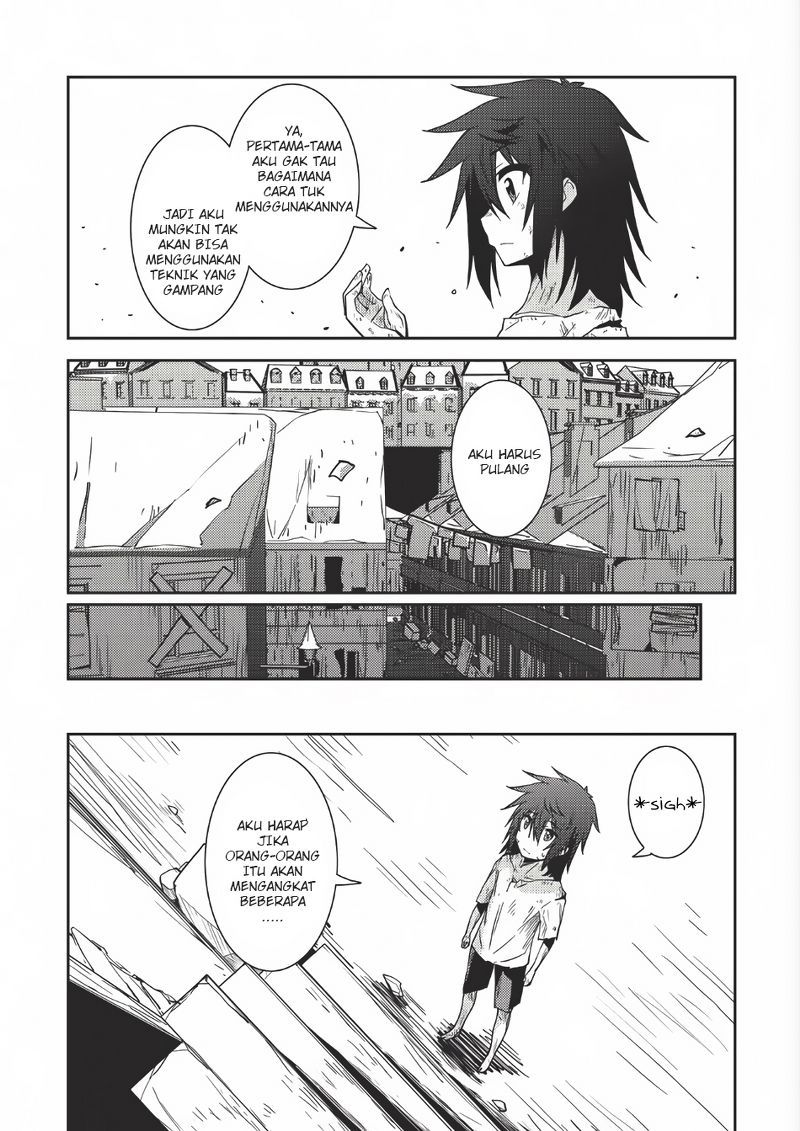 YA,
PERTAMA-TAMA
AKU GAK TAU
BAGAIMANA
CARA TUK
MENGGUNAKANNYA
JADI AKU
MUNGKIN TAK
AKAN BISA
MENGGUNAKAN
TEKNIK YANG
GAMPANG
AKU HARUS
PULANG
*SIGH*
AKU HARAP
JIKA
ORANG-ORANG
ITU AKAN
MENGANGKAT
BEBERAPA
.....